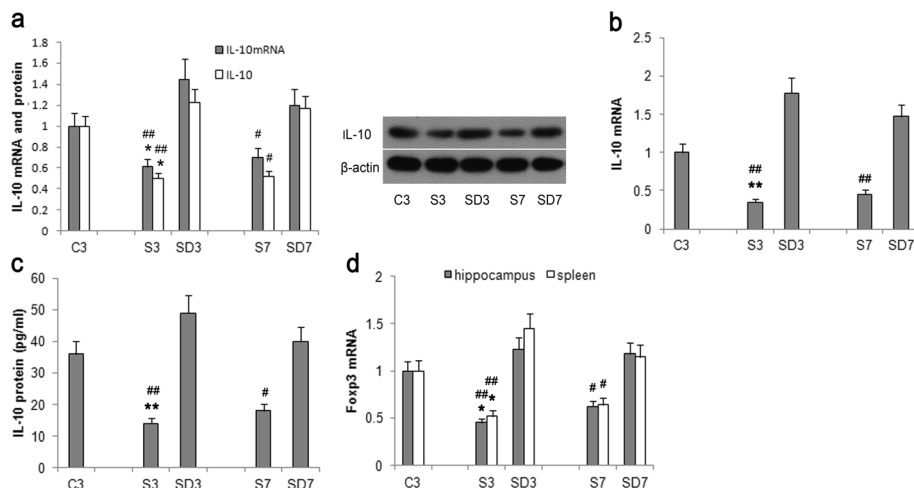 a
IL-10 mRNA and protein
1.8
1.6
1.4
1.2
1
0.8
0.6
0.4
0.2
0
IL-10mRNA
IL-10
##
*
##
*
#
#
C3 S3 SD3 S7 SD7
IL-10
β-actin
C3 S3 SD3 S7 SD7
b
IL-10 mRNA
2.5
2
1.5
1
0.5
0
##
**
##
C3 S3 SD3 S7 SD7
c
IL-10 protein (pg/ml)
60
50
40
30
20
10
0
##
**
#
C3 S3 SD3 S7 SD7
d
Foxp3 mRNA
2
1.5
1
0.5
0
hippocampus spleen
##
*
##
*
# #
C3 S3 SD3 S7 SD7